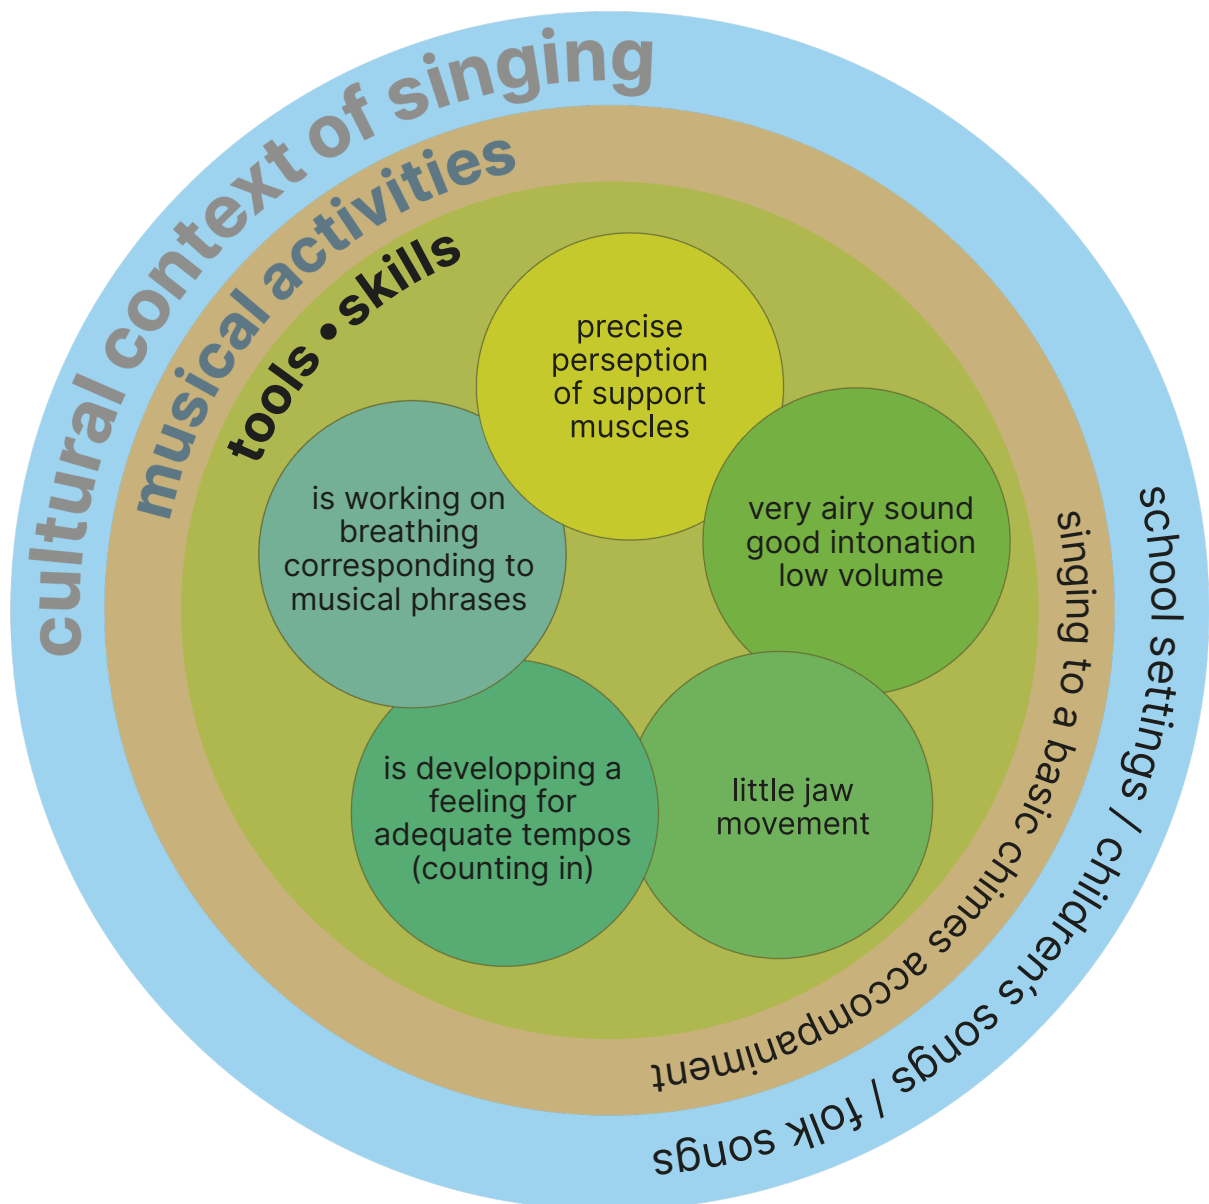 cultural context of singing
musical activities
tools • skills
precise
perseption
of support
muscles
is working on
breathing
corresponding to
musical phrases
very airy sound
good intonation
low volume
is developping a
feeling for
adequate tempos
(counting in)
little jaw
movement
singing to a basic chimes accompaniment
school settings / children‘s songs / folk songs